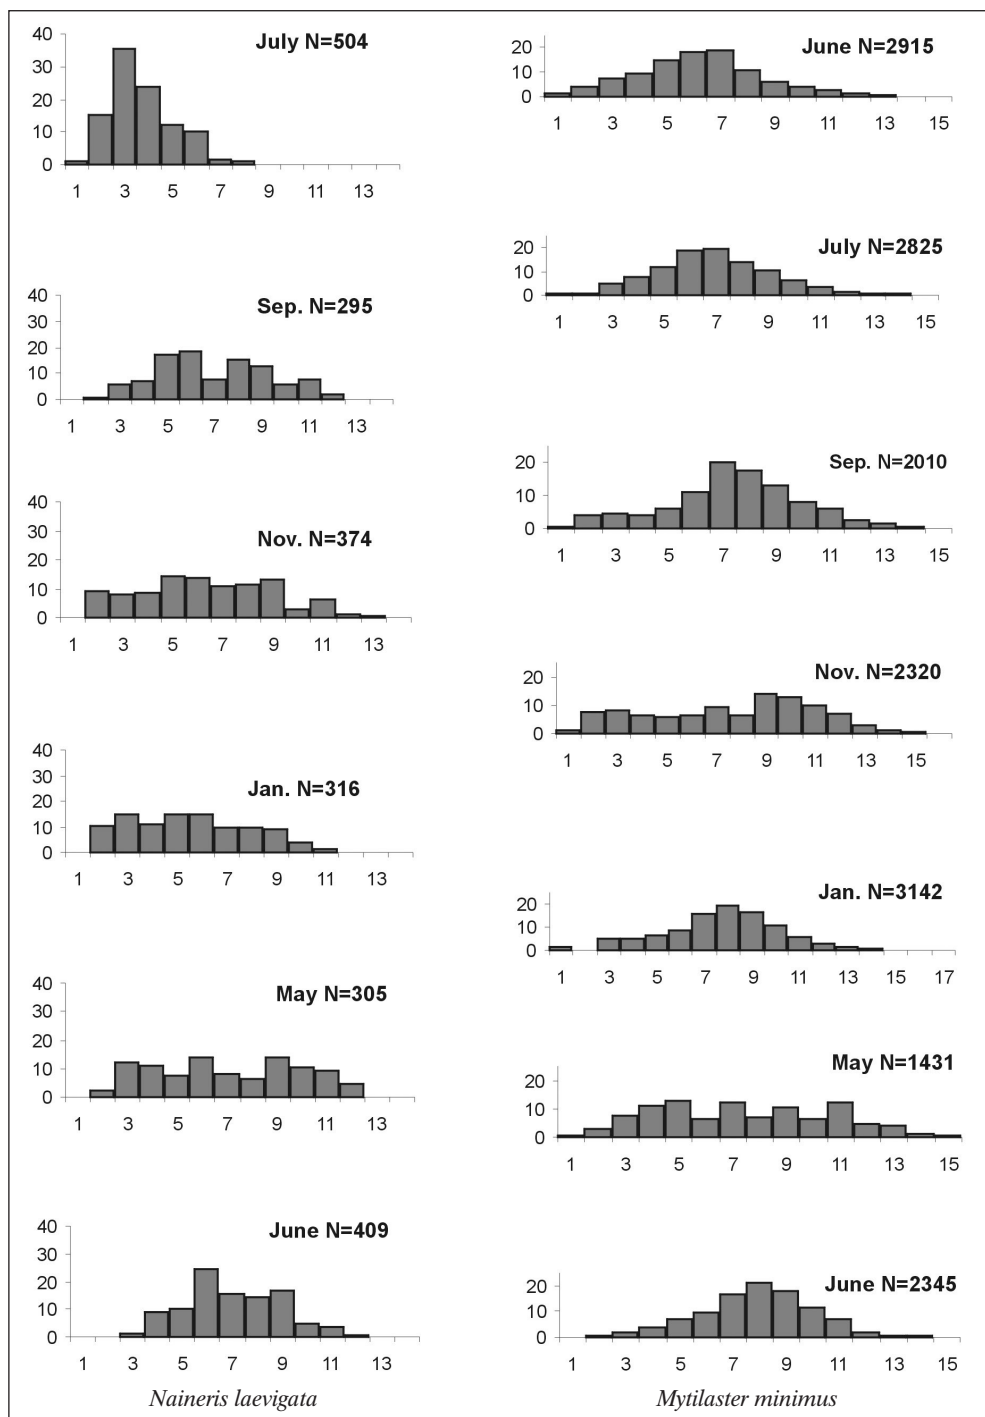 July N=504
40
30
20
10
0
1 3 5 7 9 11 13
Sep. N=295
40
30
20
10
0
1 3 5 7 9 11 13
Nov. N=374
40
30
20
10
0
1 3 5 7 9 11 13
Jan. N=316
40
30
20
10
0
1 3 5 7 9 11 13
May N=305
40
30
20
10
0
1 3 5 7 9 11 13
June N=409
40
30
20
10
0
1 3 5 7 9 11 13
Naineris laevigata
June N=2915
20
10
0
1 3 5 7 9 11 13 15
July N=2825
20
10
0
1 3 5 7 9 11 13 15
Sep. N=2010
20
10
0
1 3 5 7 9 11 13 15
Nov. N=2320
20
10
0
1 3 5 7 9 11 13 15
Jan. N=3142
20
10
0
1 3 5 7 9 11 13 15 17
May N=1431
20
10
0
1 3 5 7 9 11 13 15
June N=2345
20
10
0
1 3 5 7 9 11 13 15
Mytilaster minimus